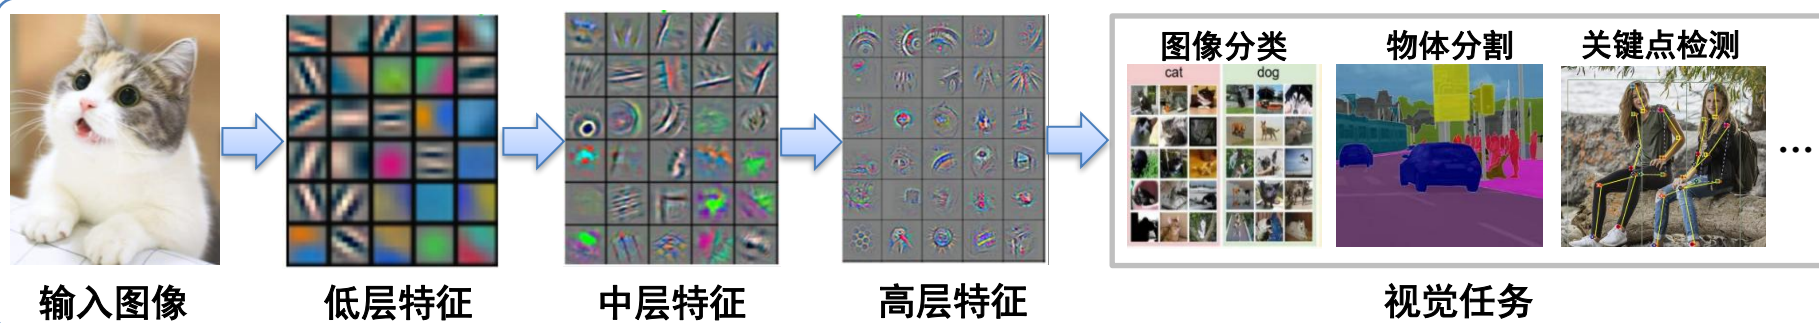 图像分类
物体分割
关键点检测
cat
dog
...
输入图像
低层特征
中层特征
高层特征
视觉任务